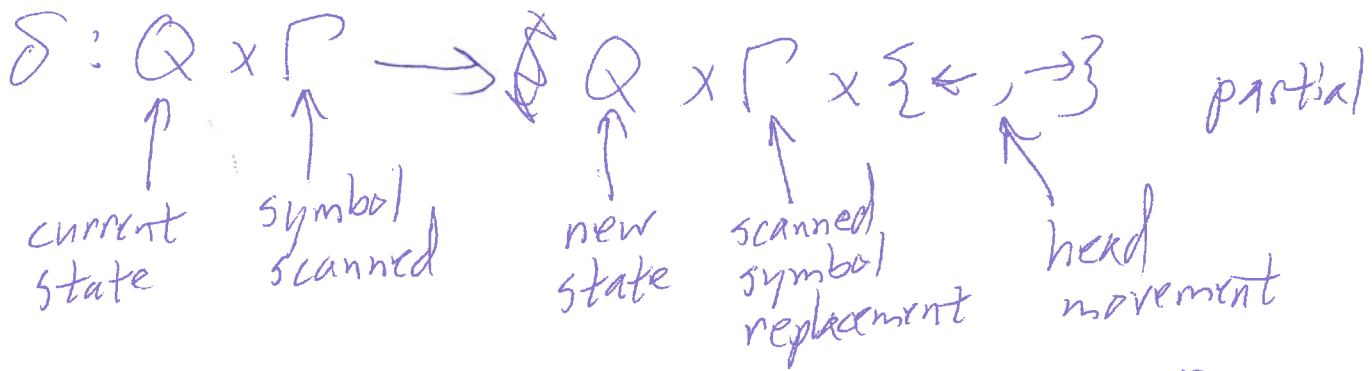 δ : Q × Γ → Q × Γ × {←, →} partial
current state
symbol scanned
new state
scanned symbol replacement
head movement